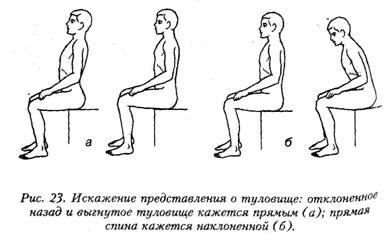 а
б
Рис. 23. Искажение представления о туловище: отклоненное
назад и выгнутое туловище кажется прямым (а); прямая
спина кажется наклоненной (б).